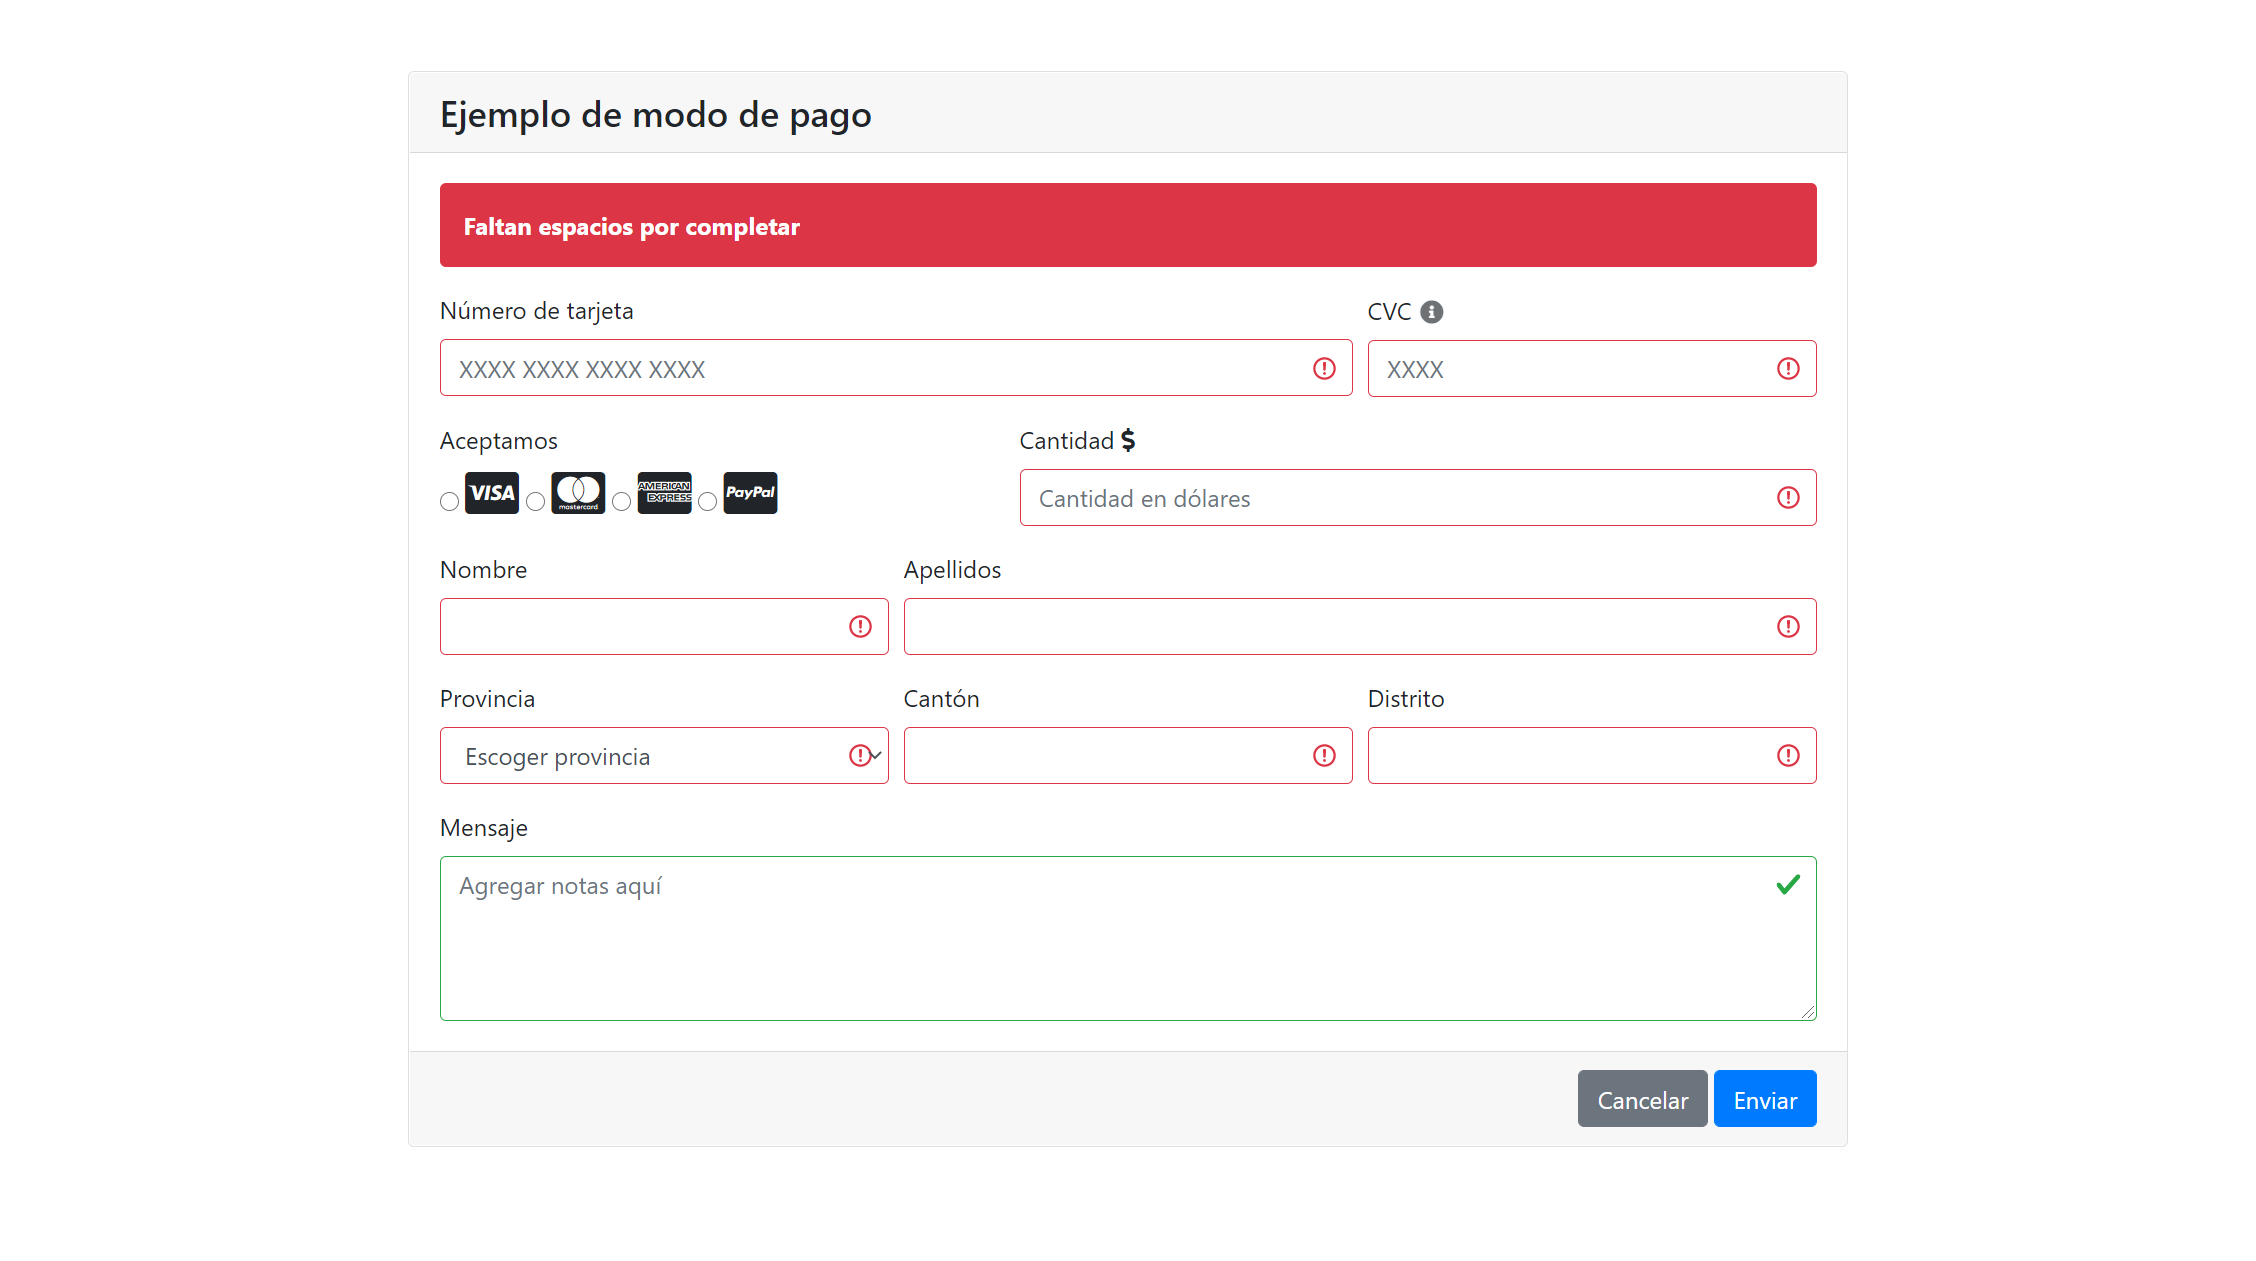 Ejemplo de modo de pago
Faltan espacios por completar
Número de tarjeta
CVC
XXXX XXXX XXXX XXXX
XXXX
Aceptamos
Cantidad $
VISA
mastercard
AMERICAN
EXPRESS
PayPal
Cantidad en dólares
Nombre
Apellidos
Provincia
Cantón
Distrito
Escoger provincia
Mensaje
Agregar notas aquí
Cancelar
Enviar